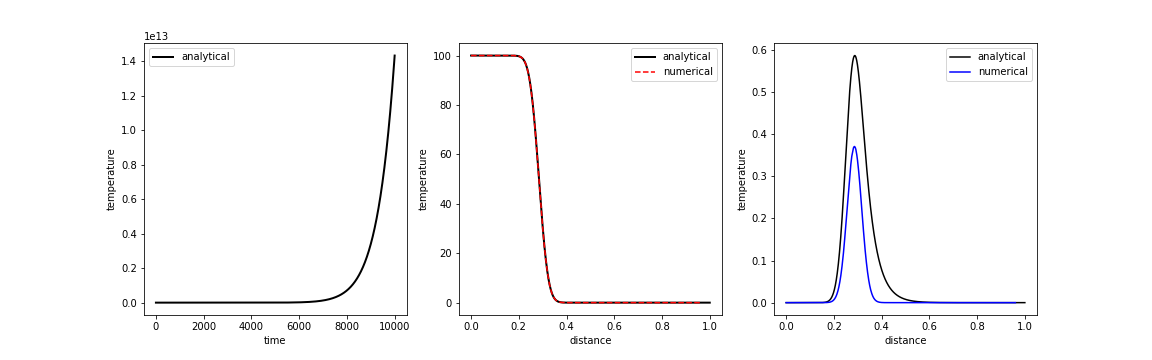 1e13
analytical
1.4
1.2
1.0
0.8
0.6
0.4
0.2
0.0
temperature
0 2000 4000 6000 8000 10000
time
analytical
numerical
100
80
60
40
20
0
temperature
0.0 0.2 0.4 0.6 0.8 1.0
distance
analytical
numerical
0.6
0.5
0.4
0.3
0.2
0.1
0.0
temperature
0.0 0.2 0.4 0.6 0.8 1.0
distance